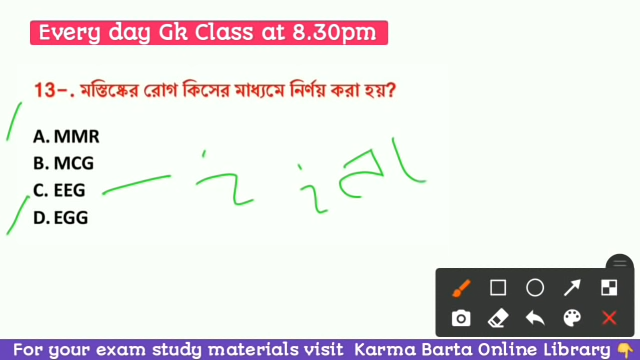 Every day Gk Class at 8.30pm
13–. মস্তিষ্কের রোগ কিসের মাধ্যমে নির্ণয় করা হয়?
A. MMR
B. MCG
C. EEG
D. EGG
For your exam study materials visit Karma Barta Online Library 👇